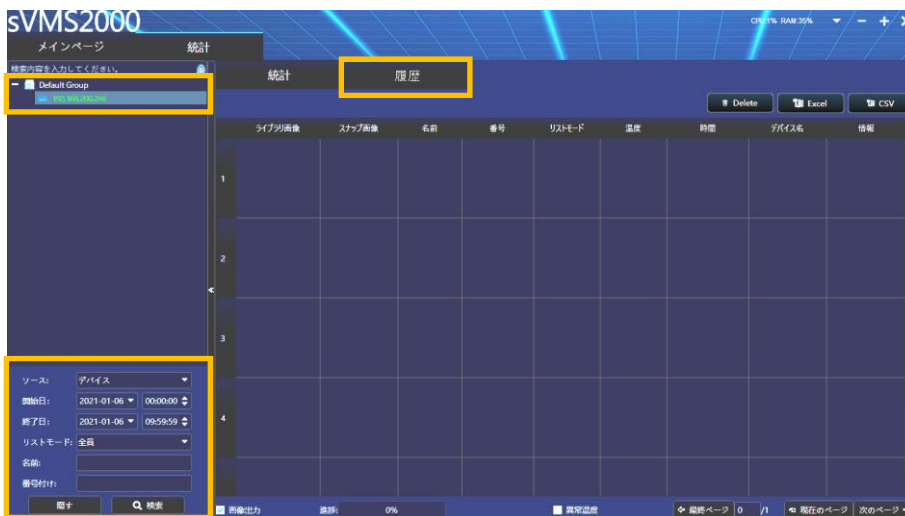 sVMS2000
CPU:1% RAM:35%
メインページ 統計
検索内容を入力してください。
統計 履歴
Default Group
192.168.200.246
Delete Excel CSV
ライブラリ画像 スナップ画像 名前 番号 リストモード 温度 時間 デバイス名 情報
1
2
3
4
ソース: デバイス
開始日: 2021-01-06 00:00:00
終了日: 2021-01-06 09:59:59
リストモード: 全員
名前:
番号付け:
隠す 検索
画像出力 進捗: 0% 異常温度 最終ページ 0 /1 現在のページ 次のページ